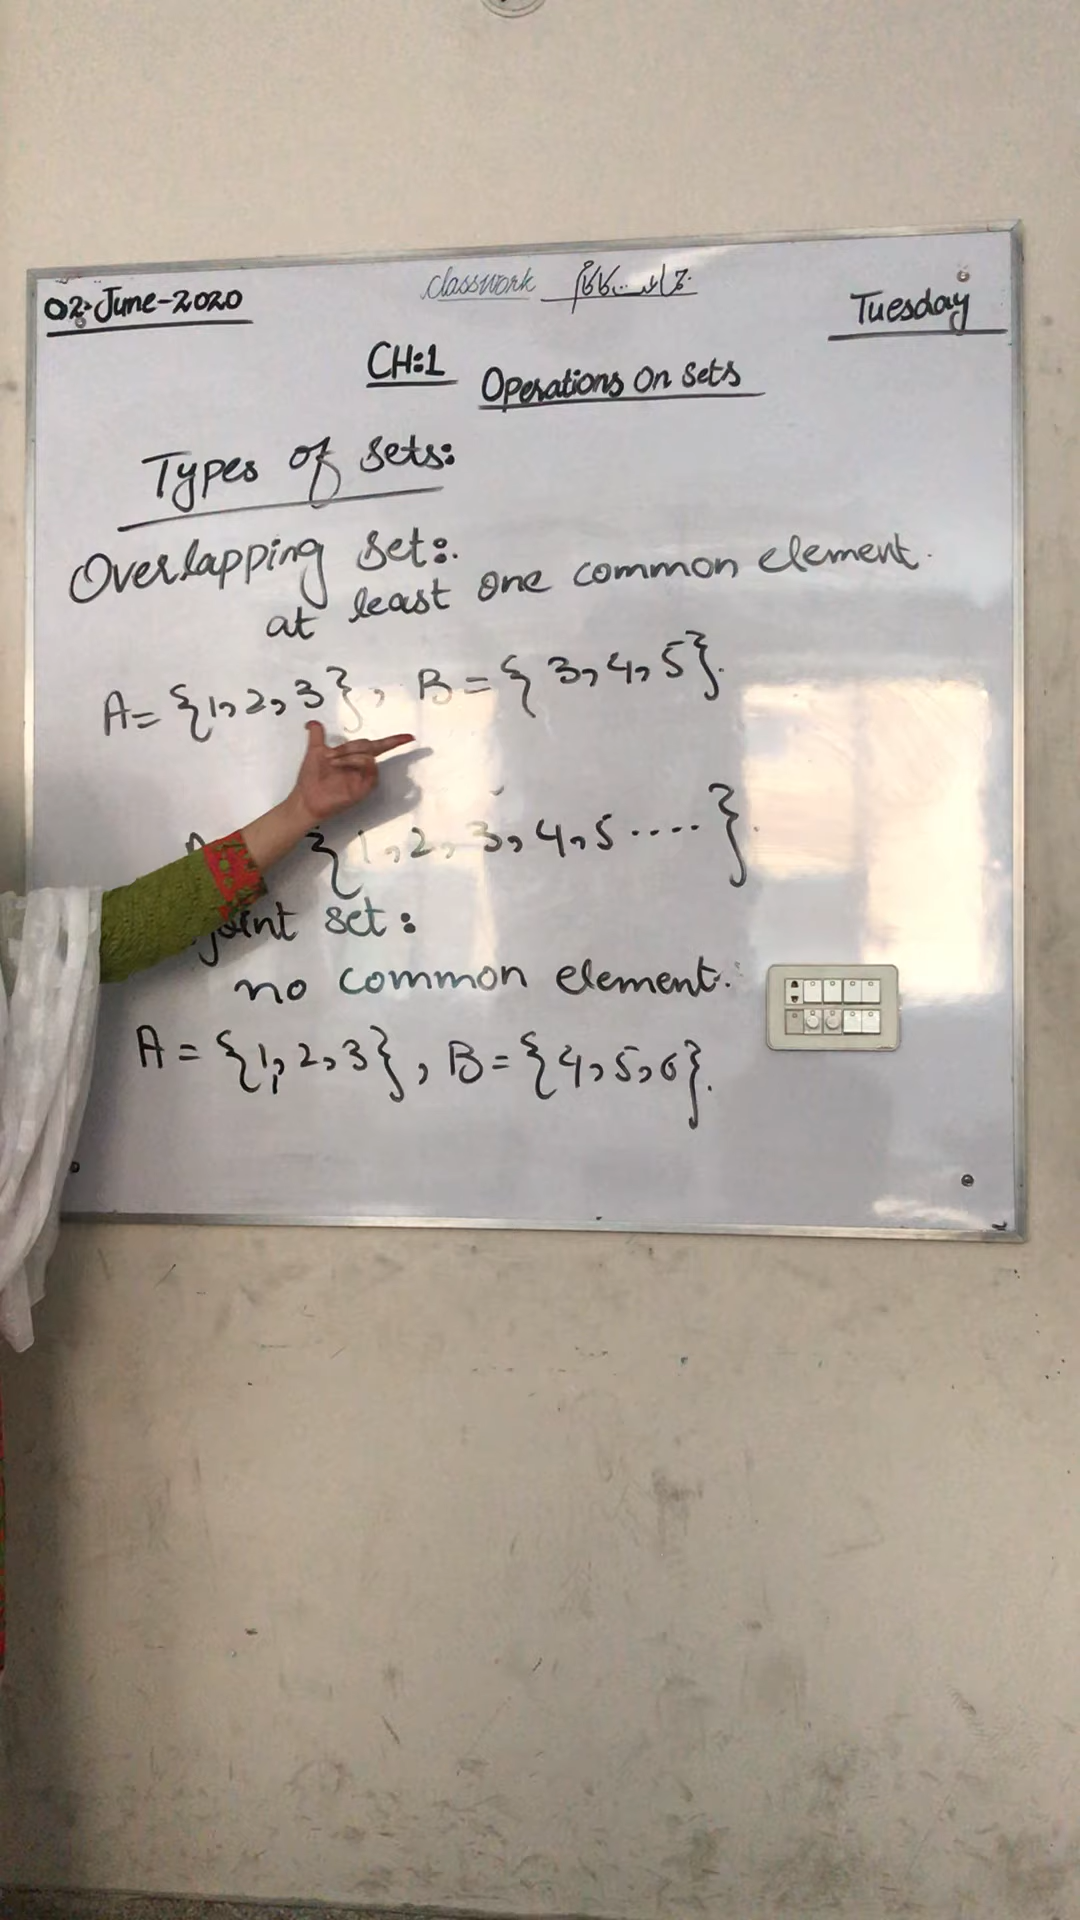 classwork
02-June-2020
Tuesday
CH:1 Operations On Sets
Types of Sets:
Overlapping set:
at least one common element.
A= {1,2,3}, B= { 3,4,5}.
{1,2,3,4,5....}.
joint set:
no common element.
A = {1,2,3}, B= {4,5,6}.